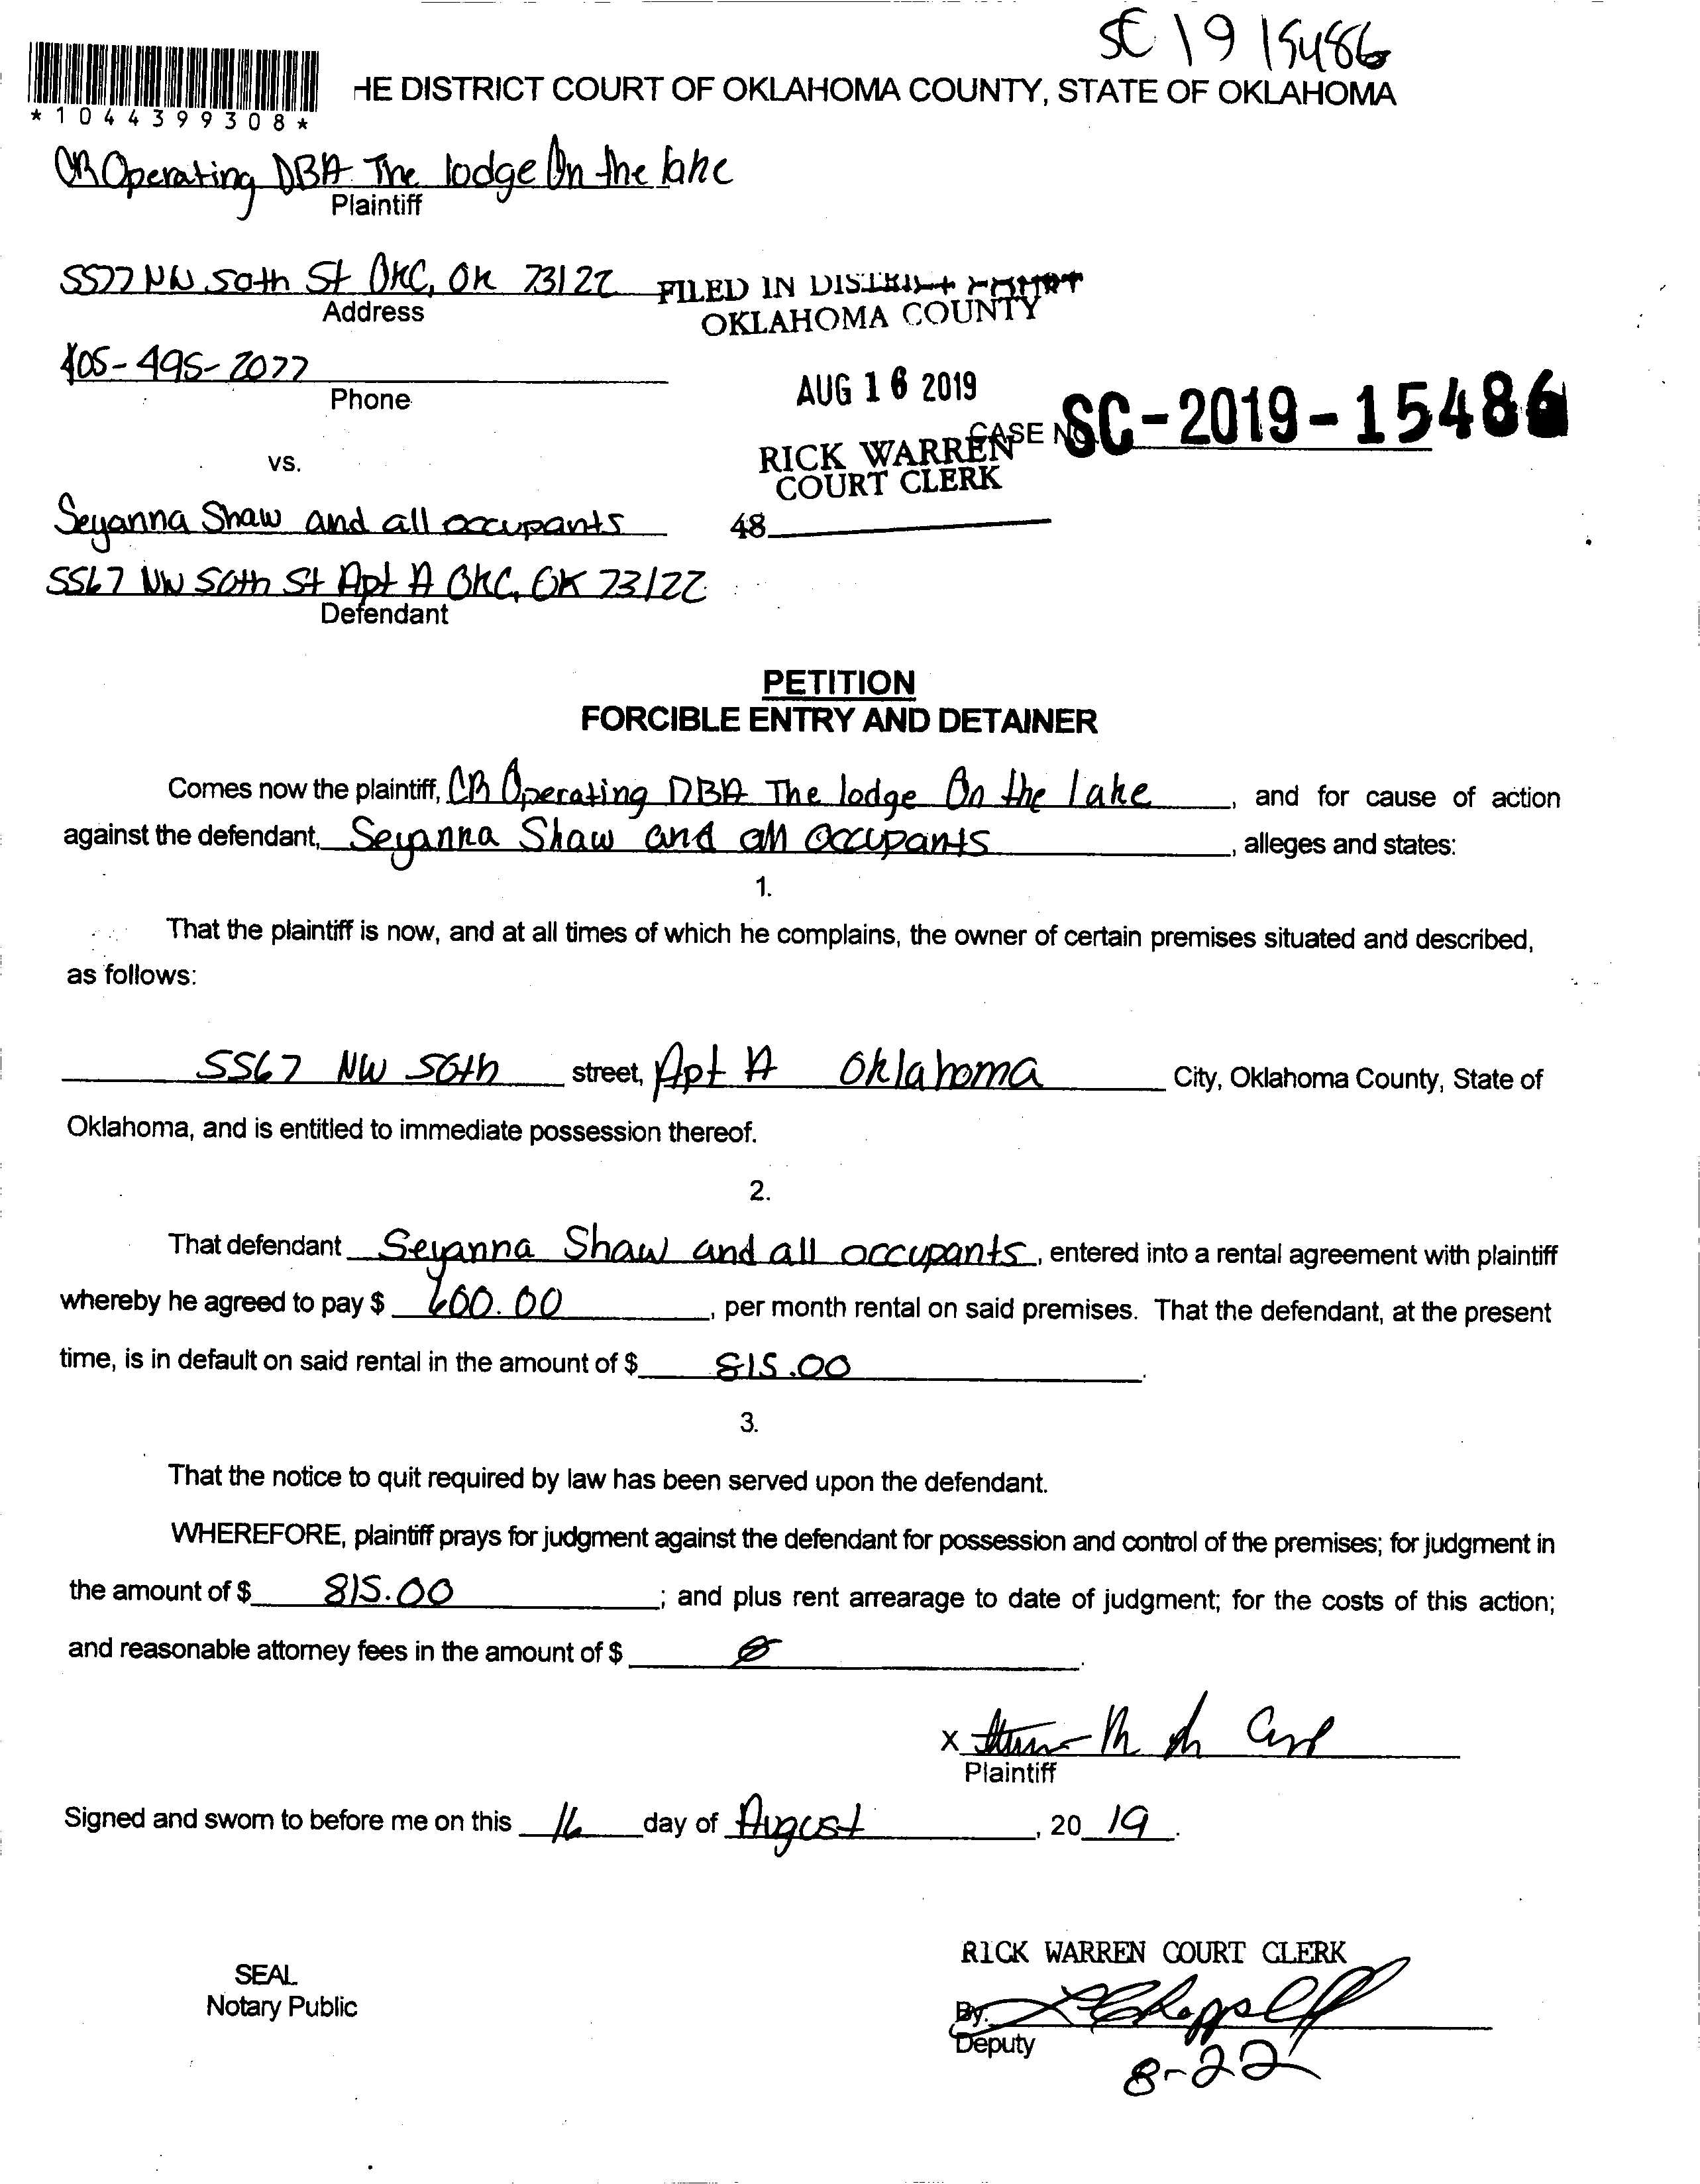 SC 19 15486
*1044399308*
HE DISTRICT COURT OF OKLAHOMA COUNTY, STATE OF OKLAHOMA
CB Operating DBA The lodge On the lake
Plaintiff
5577 NW 50th St OKC, OK 73122
Address
FILED IN DISTRICT COURT
OKLAHOMA COUNTY
405-495-2077
Phone
AUG 16 2019
CASE NO SC-2019-15486
RICK WARREN
COURT CLERK
vs.
48
Seyanna Shaw and all occupants
5567 NW 50th St Apt A OKC, OK 73122
Defendant
PETITION
FORCIBLE ENTRY AND DETAINER
Comes now the plaintiff, CB Operating DBA The lodge On the lake, and for cause of action
against the defendant, Seyanna Shaw and all occupants, alleges and states:
1.
That the plaintiff is now, and at all times of which he complains, the owner of certain premises situated and described,
as follows:
5567 NW 50th street, Apt A Oklahoma City, Oklahoma County, State of
Oklahoma, and is entitled to immediate possession thereof.
2.
That defendant Seyanna Shaw and all occupants, entered into a rental agreement with plaintiff
whereby he agreed to pay $ 600.00, per month rental on said premises. That the defendant, at the present
time, is in default on said rental in the amount of $ 815.00.
3.
That the notice to quit required by law has been served upon the defendant.
WHEREFORE, plaintiff prays for judgment against the defendant for possession and control of the premises; for judgment in
the amount of $ 815.00; and plus rent arrearage to date of judgment; for the costs of this action;
and reasonable attorney fees in the amount of $ Ø.
X
Plaintiff
Signed and sworn to before me on this 16 day of August, 20 19.
RICK WARREN COURT CLERK
SEAL
Notary Public
By.
Deputy
8-22